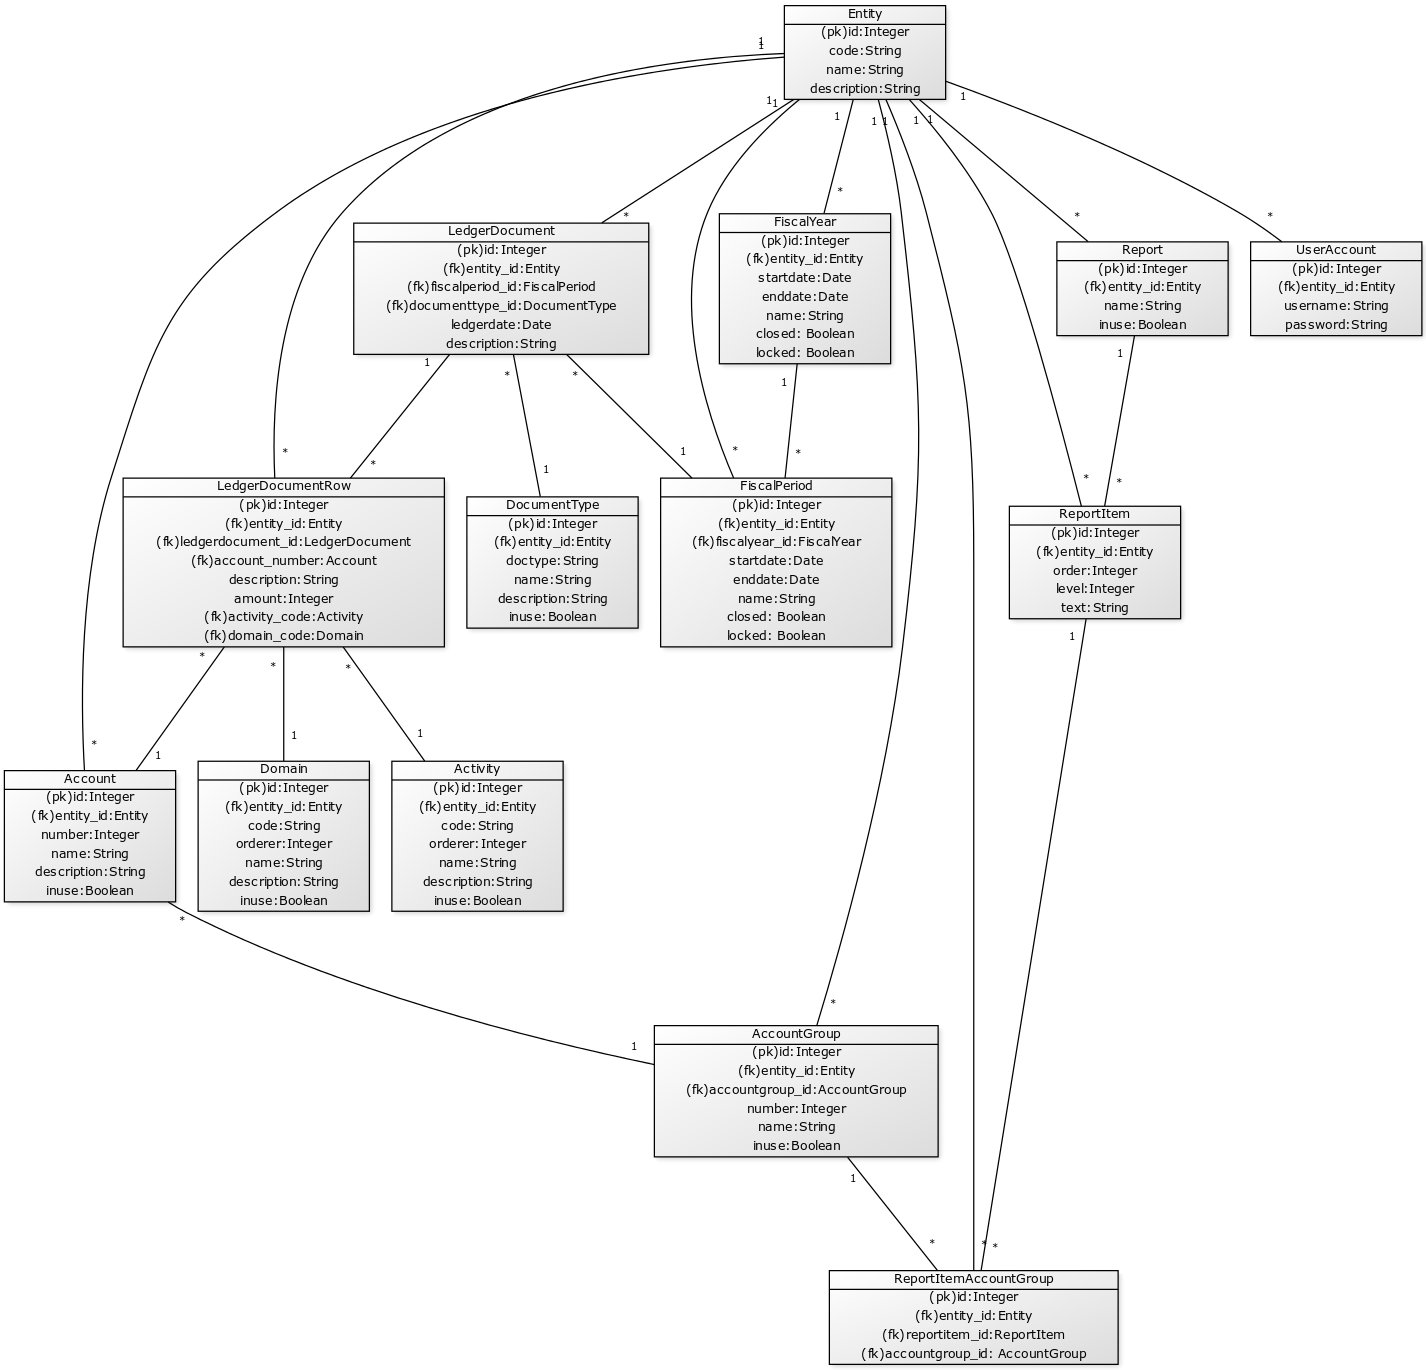 Entity
(pk)id:Integer
code:String
name:String
description:String
1
1
1
1
1
1
1
1
1
1
*
*
*
*
LedgerDocument
(pk)id:Integer
(fk)entity_id:Entity
(fk)fiscalperiod_id:FiscalPeriod
(fk)documenttype_id:DocumentType
ledgerdate:Date
description:String
FiscalYear
(pk)id:Integer
(fk)entity_id:Entity
startdate:Date
enddate:Date
name:String
closed: Boolean
locked: Boolean
Report
(pk)id:Integer
(fk)entity_id:Entity
name:String
inuse:Boolean
UserAccount
(pk)id:Integer
(fk)entity_id:Entity
username:String
password:String
1
*
*
1
1
*
*
1
1
*
*
*
*
*
LedgerDocumentRow
(pk)id:Integer
(fk)entity_id:Entity
(fk)ledgerdocument_id:LedgerDocument
(fk)account_number:Account
description:String
amount:Integer
(fk)activity_code:Activity
(fk)domain_code:Domain
DocumentType
(pk)id:Integer
(fk)entity_id:Entity
doctype:String
name:String
description:String
inuse:Boolean
FiscalPeriod
(pk)id:Integer
(fk)entity_id:Entity
(fk)fiscalyear_id:FiscalYear
startdate:Date
enddate:Date
name:String
closed: Boolean
locked: Boolean
ReportItem
(pk)id:Integer
(fk)entity_id:Entity
order:Integer
level:Integer
text:String
*
*
*
1
*
1
1
1
Account
(pk)id:Integer
(fk)entity_id:Entity
number:Integer
name:String
description:String
inuse:Boolean
Domain
(pk)id:Integer
(fk)entity_id:Entity
code:String
orderer:Integer
name:String
description:String
inuse:Boolean
Activity
(pk)id:Integer
(fk)entity_id:Entity
code:String
orderer:Integer
name:String
description:String
inuse:Boolean
*
1
*
AccountGroup
(pk)id:Integer
(fk)entity_id:Entity
(fk)accountgroup_id:AccountGroup
number:Integer
name:String
inuse:Boolean
1
*
*
*
ReportItemAccountGroup
(pk)id:Integer
(fk)entity_id:Entity
(fk)reportitem_id:ReportItem
(fk)accountgroup_id: AccountGroup